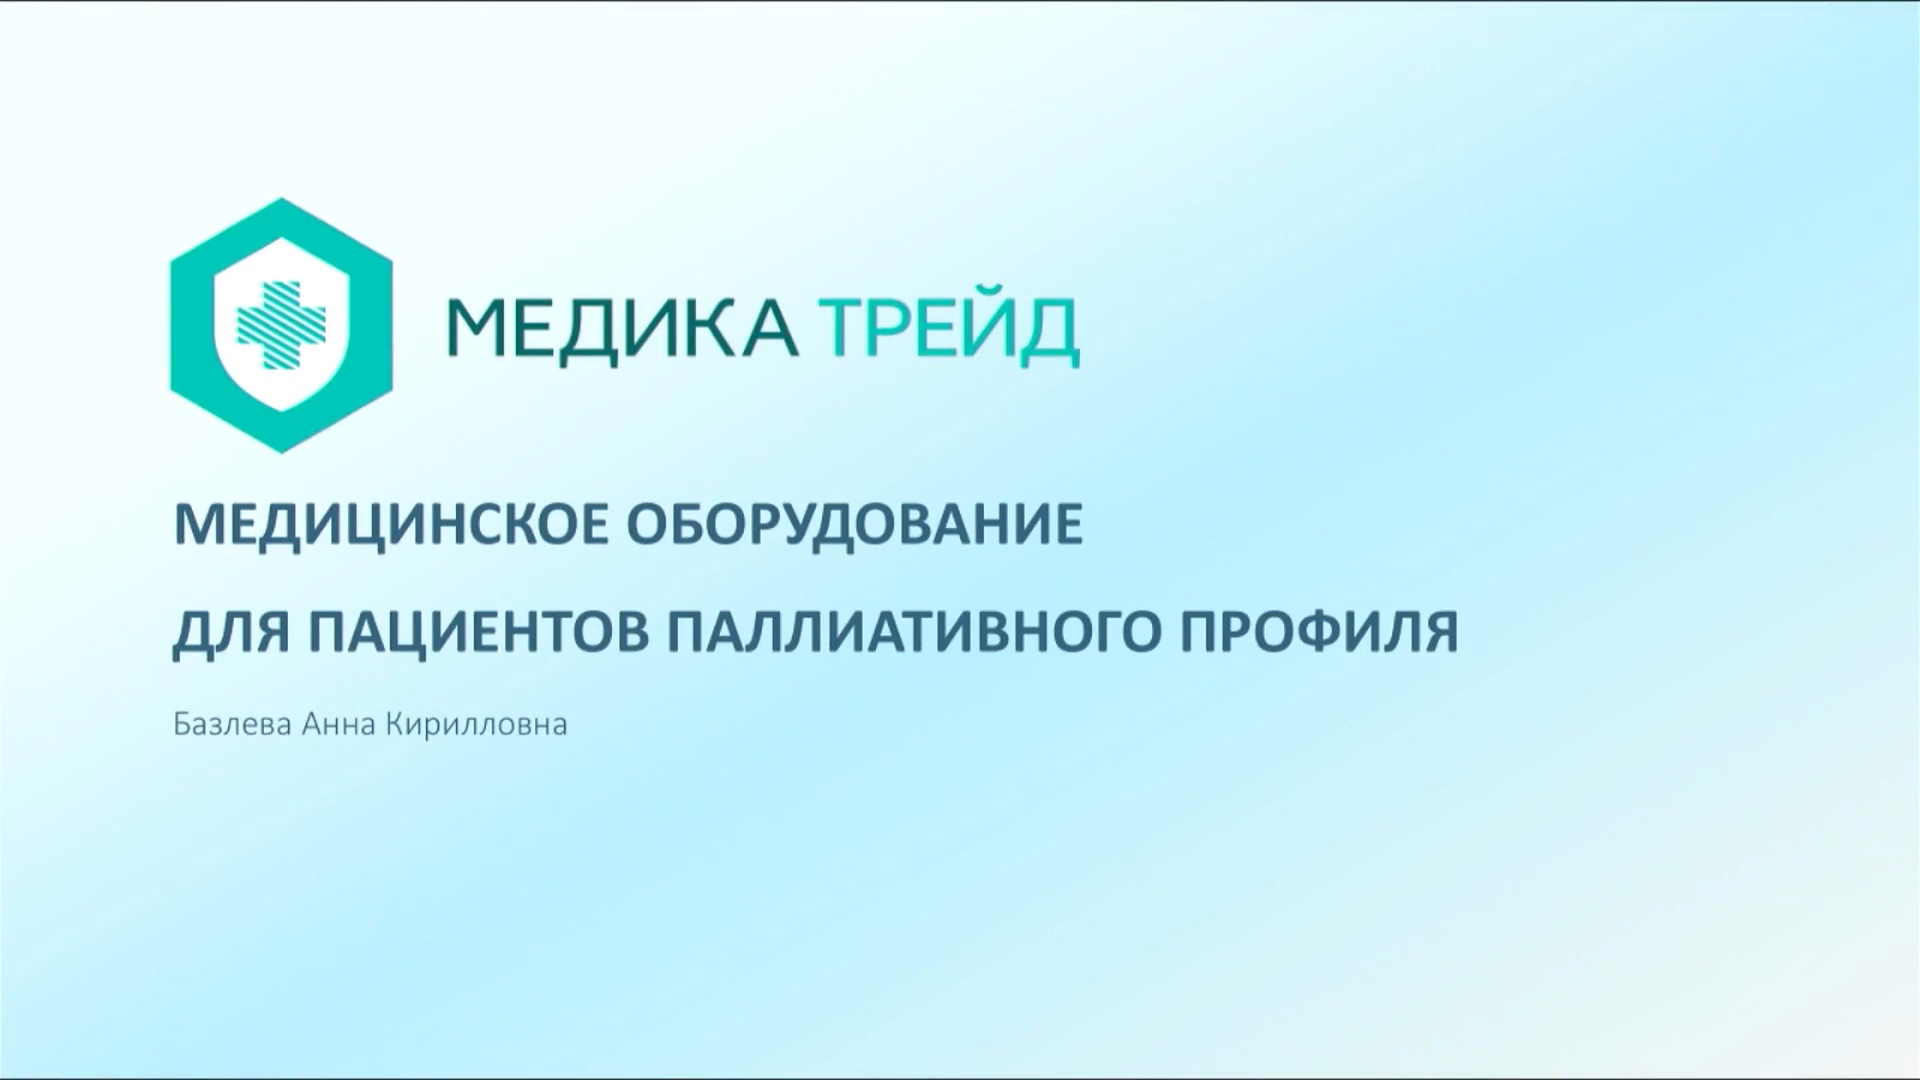 МЕДИКА ТРЕЙД
МЕДИЦИНСКОЕ ОБОРУДОВАНИЕ
ДЛЯ ПАЦИЕНТОВ ПАЛЛИАТИВНОГО ПРОФИЛЯ
Базлева Анна Кирилловна